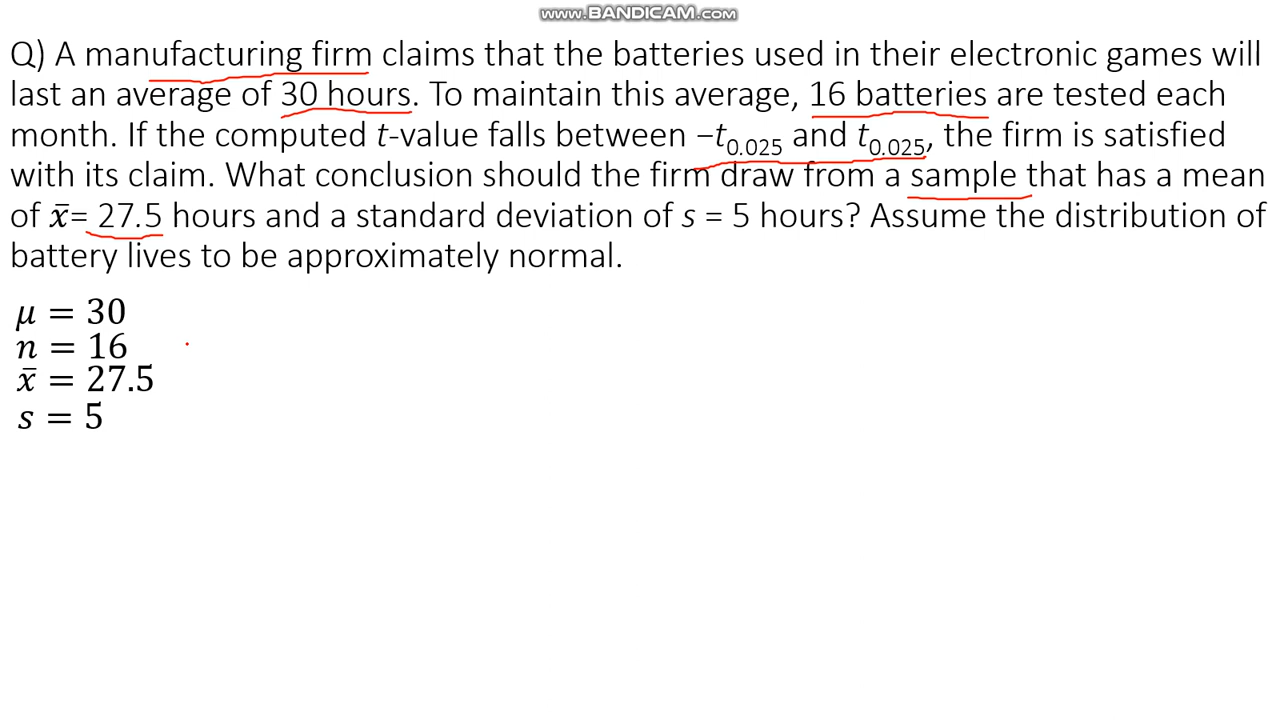 www.BANDICAM.com
Q) A manufacturing firm claims that the batteries used in their electronic games will
last an average of 30 hours. To maintain this average, 16 batteries are tested each
month. If the computed t-value falls between −t0.025 and t0.025, the firm is satisfied
with its claim. What conclusion should the firm draw from a sample that has a mean
of x̄= 27.5 hours and a standard deviation of s = 5 hours? Assume the distribution of
battery lives to be approximately normal.
μ = 30
n = 16
x̄ = 27.5
s = 5